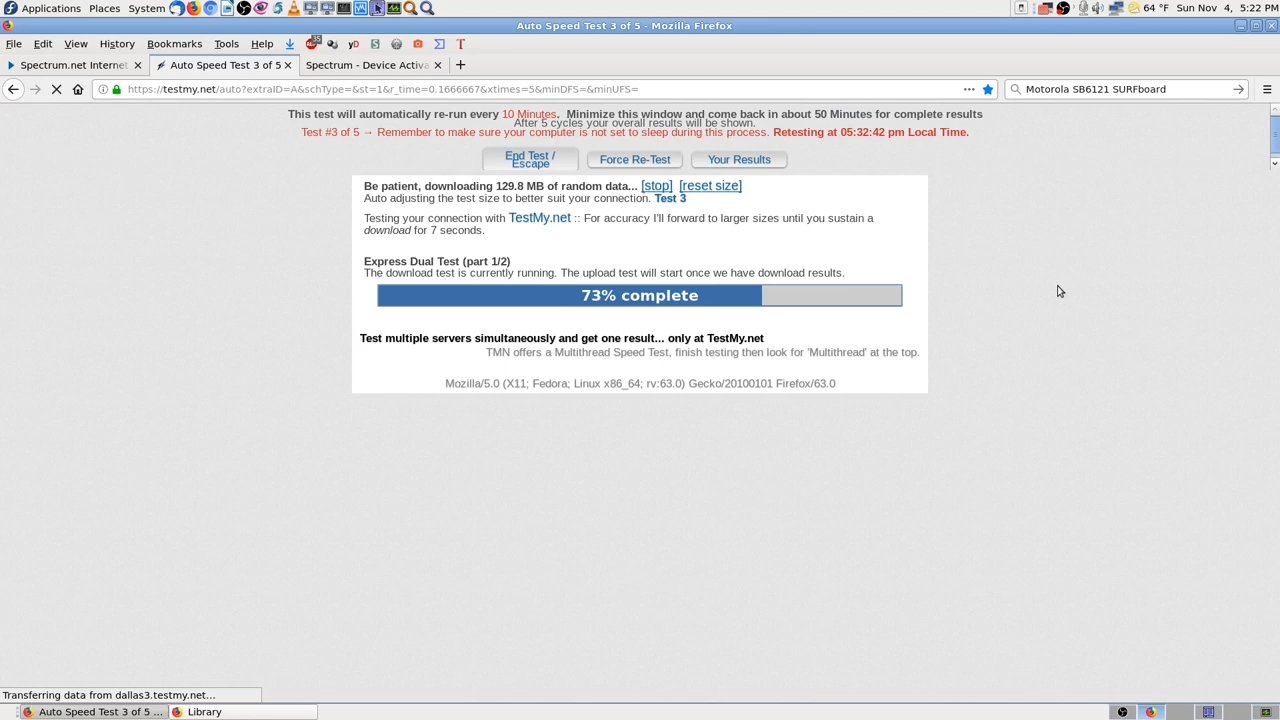 Applications Places System 64 °F Sun Nov 4, 5:22 PM
Auto Speed Test 3 of 5 - Mozilla Firefox
File Edit View History Bookmarks Tools Help 35 yD S Σ T
Spectrum.net Internet × Auto Speed Test 3 of 5 × Spectrum - Device Activa × +
https://testmy.net/auto?extraID=A&schType=&st=1&r_time=0.1666667&xtimes=5&minDFS=&minUFS= Motorola SB6121 SURFboard
This test will automatically re-run every 10 Minutes. Minimize this window and come back in about 50 Minutes for complete results
After 5 cycles your overall results will be shown.
Test #3 of 5 → Remember to make sure your computer is not set to sleep during this process. Retesting at 05:32:42 pm Local Time.
End Test / Escape Force Re-Test Your Results
Be patient, downloading 129.8 MB of random data... [stop] [reset size]
Auto adjusting the test size to better suit your connection. Test 3
Testing your connection with TestMy.net :: For accuracy I'll forward to larger sizes until you sustain a
download for 7 seconds.
Express Dual Test (part 1/2)
The download test is currently running. The upload test will start once we have download results.
73% complete
Test multiple servers simultaneously and get one result... only at TestMy.net
TMN offers a Multithread Speed Test, finish testing then look for 'Multithread' at the top.
Mozilla/5.0 (X11; Fedora; Linux x86_64; rv:63.0) Gecko/20100101 Firefox/63.0
Transferring data from dallas3.testmy.net...
Auto Speed Test 3 of 5 ... Library